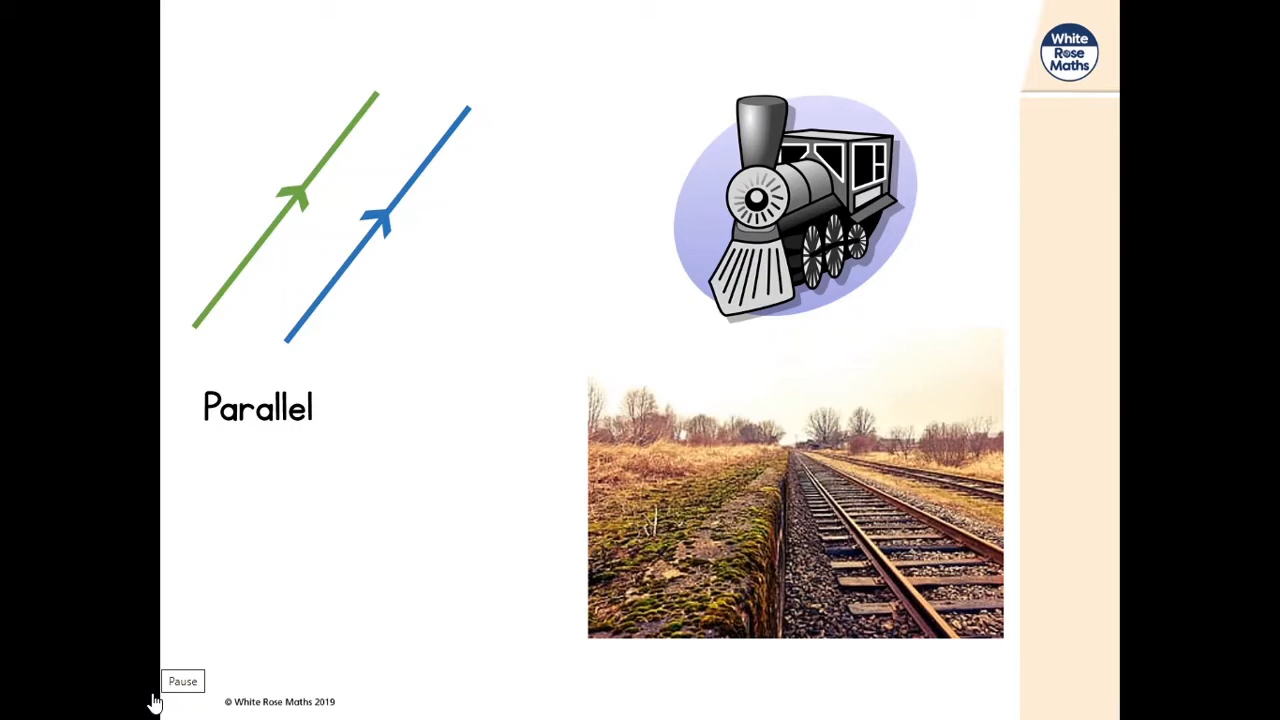 White
Rose
Maths
Parallel
Pause
© White Rose Maths 2019